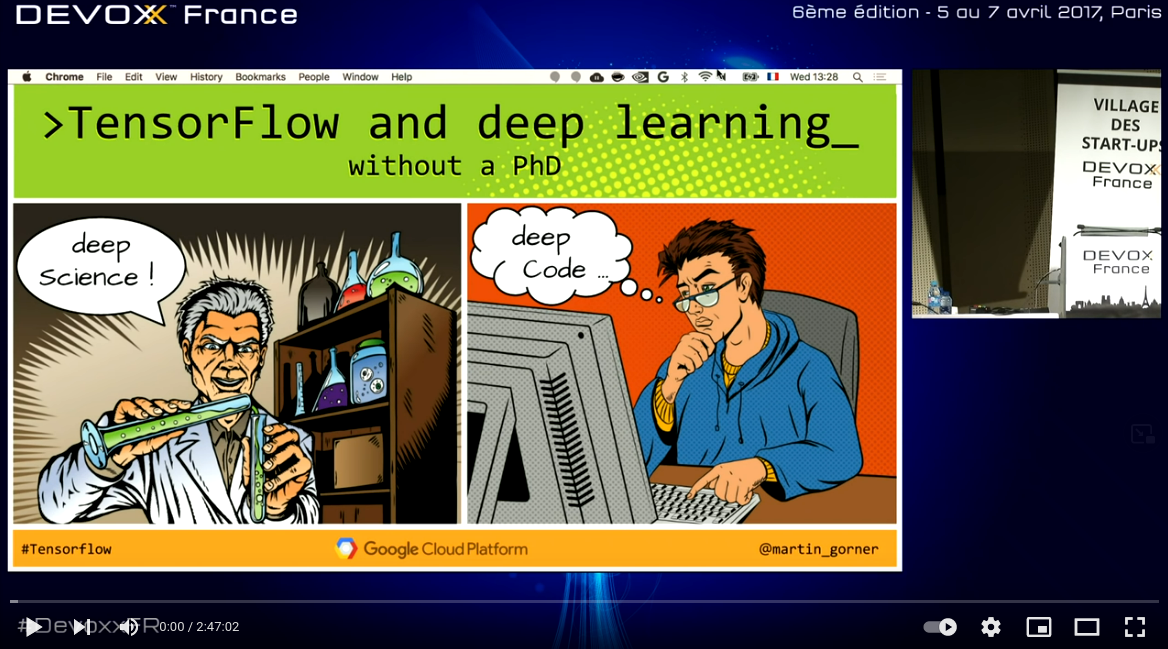 DEVOXX™ France
6ème édition - 5 au 7 avril 2017, Paris
Chrome File Edit View History Bookmarks People Window Help
Wed 13:28
>TensorFlow and deep learning_
without a PhD
deep
Science !
deep
Code ...
#Tensorflow
Google Cloud Platform
@martin_gorner
VILLAGE
DES
START-UPS
DEVOXX
France
DEVOX
France
#DevoxxFR
0:00 / 2:47:02